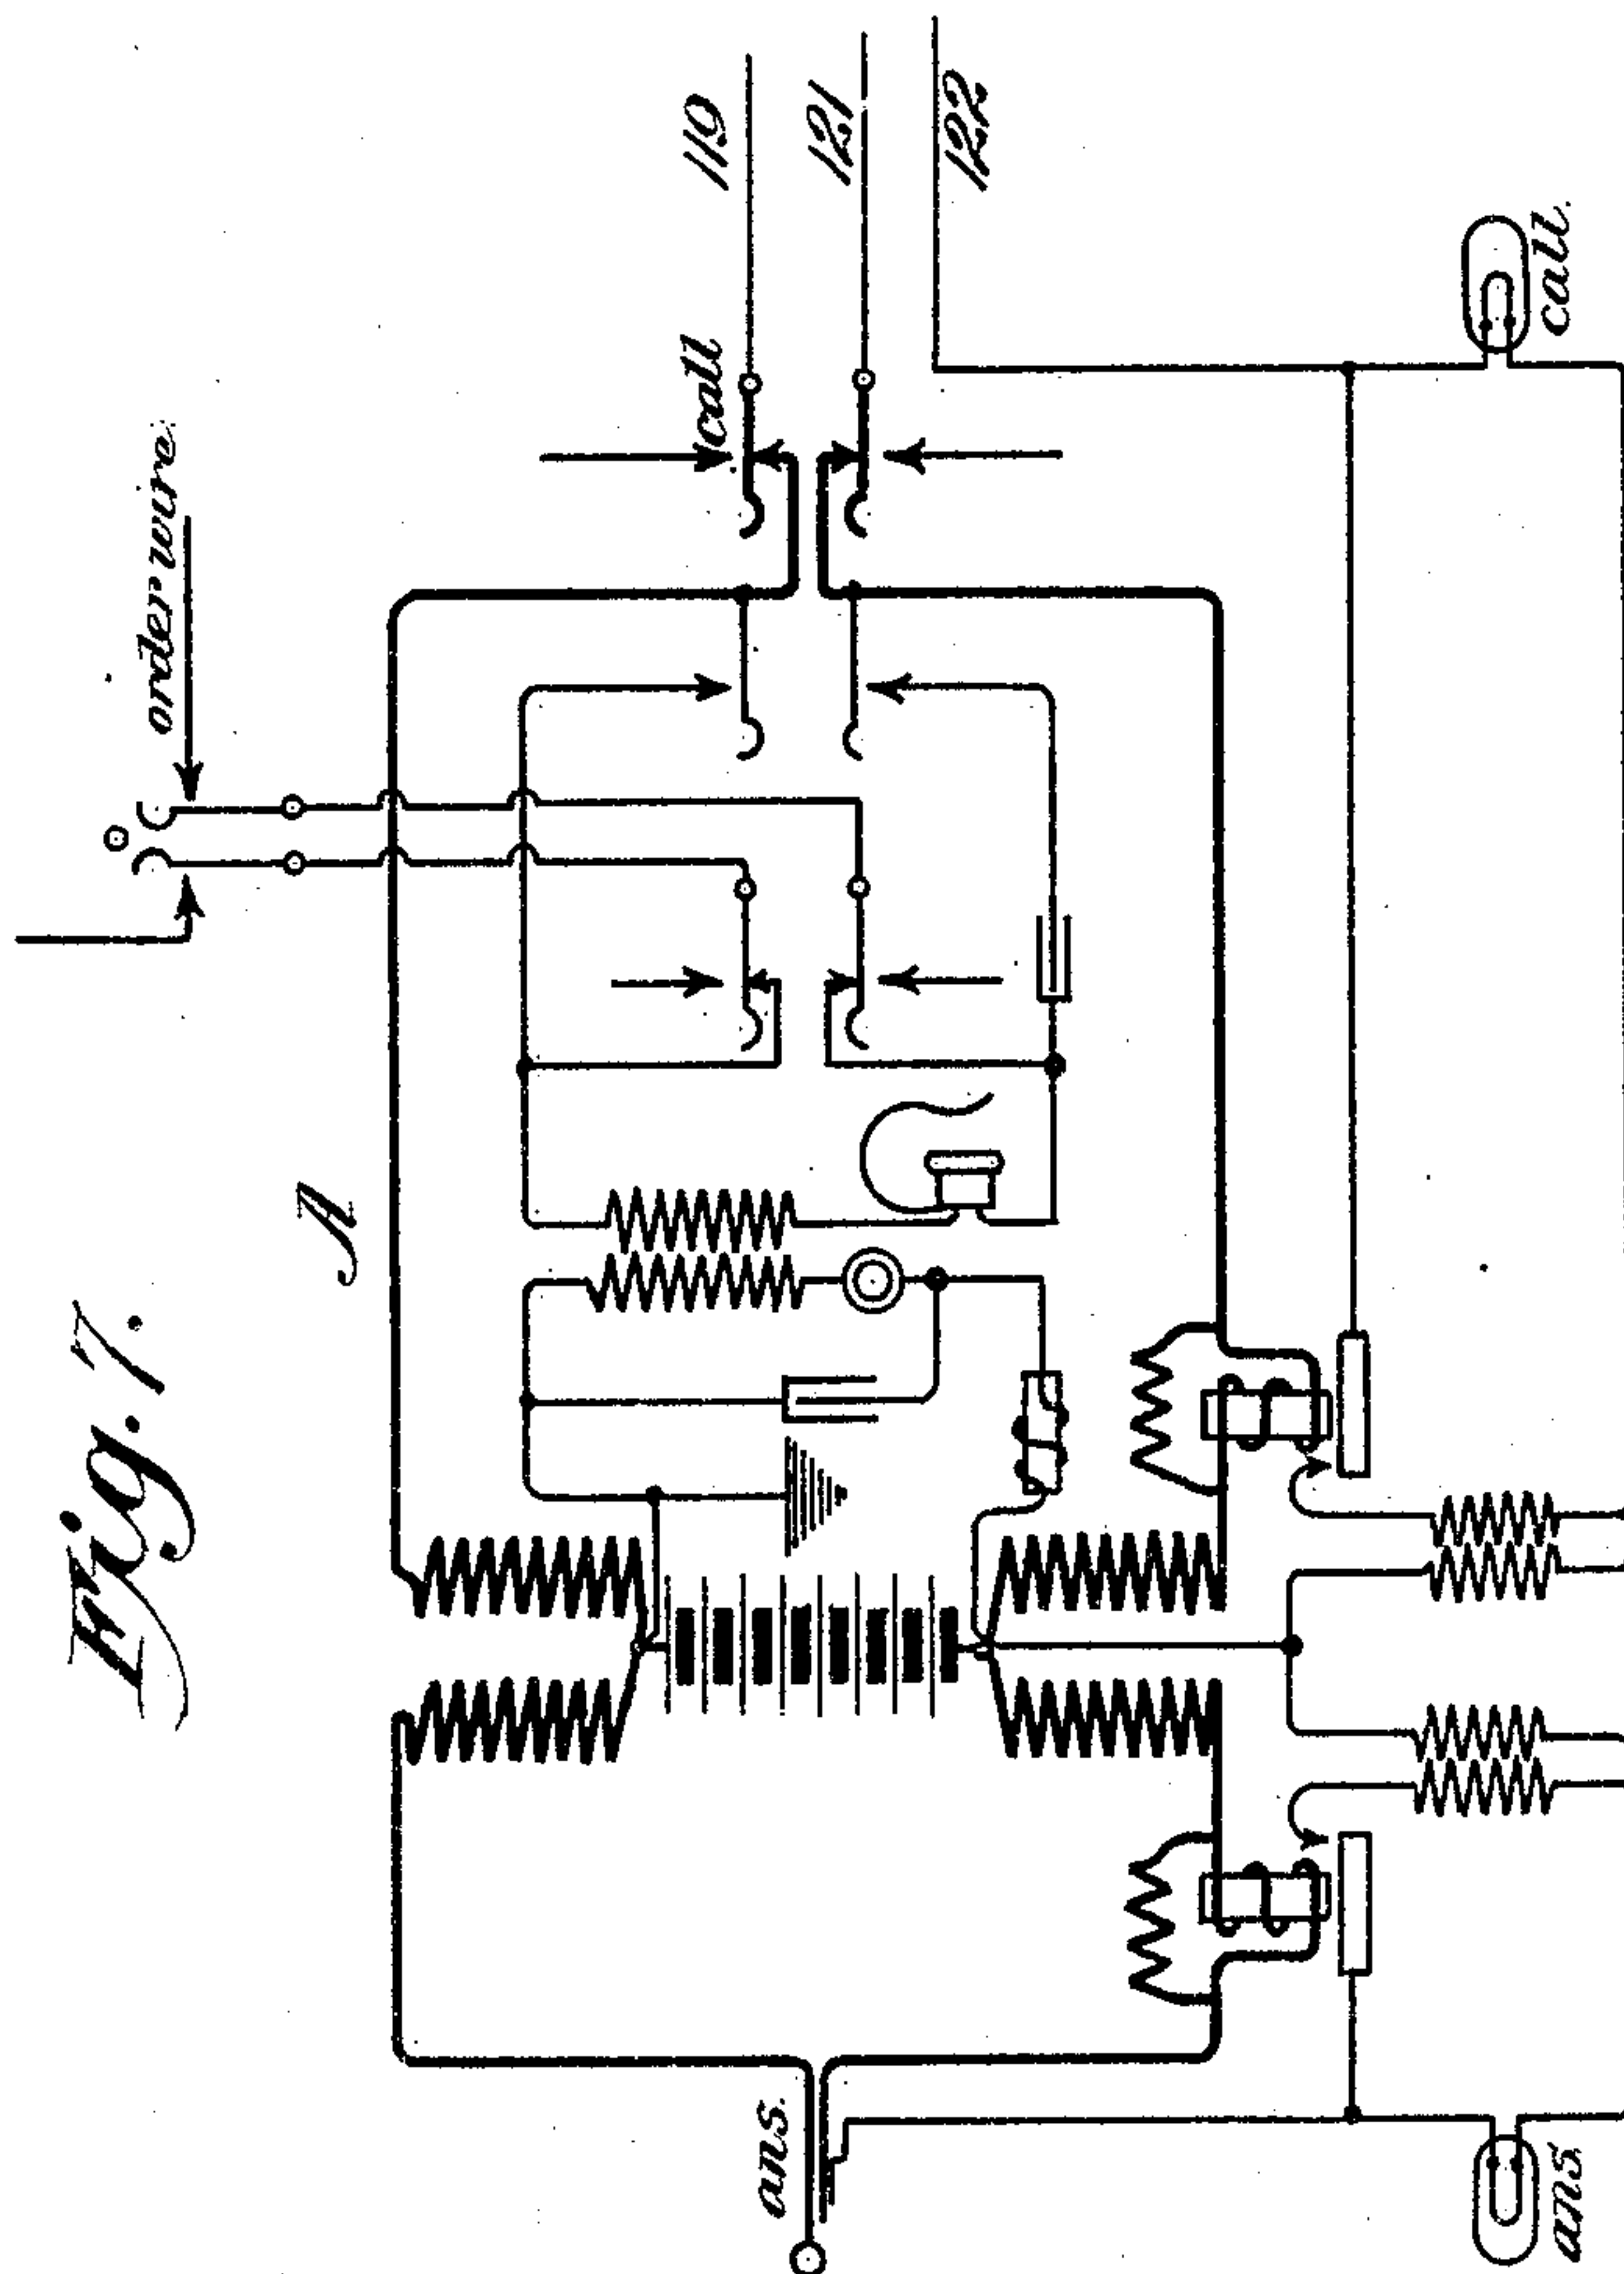 Fig. 7.
A
order wire.
call
119
121
122
call.
ans.
ans.